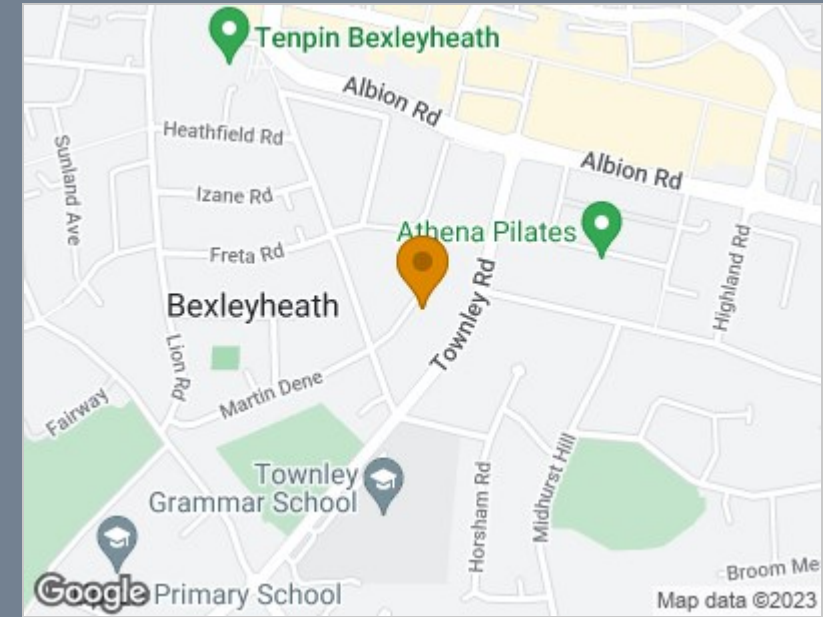 Tenpin Bexleyheath
Albion Rd
Heathfield Rd
Sunland Ave
Albion Rd
Izane Rd
Athena Pilates
Freta Rd
Highland Rd
Bexleyheath
Townley Rd
Lion Rd
Martin Dene
Fairway
Townley
Grammar School
Horsham Rd
Midhurst Hill
Broom Me
Google
Primary School
Map data ©2023